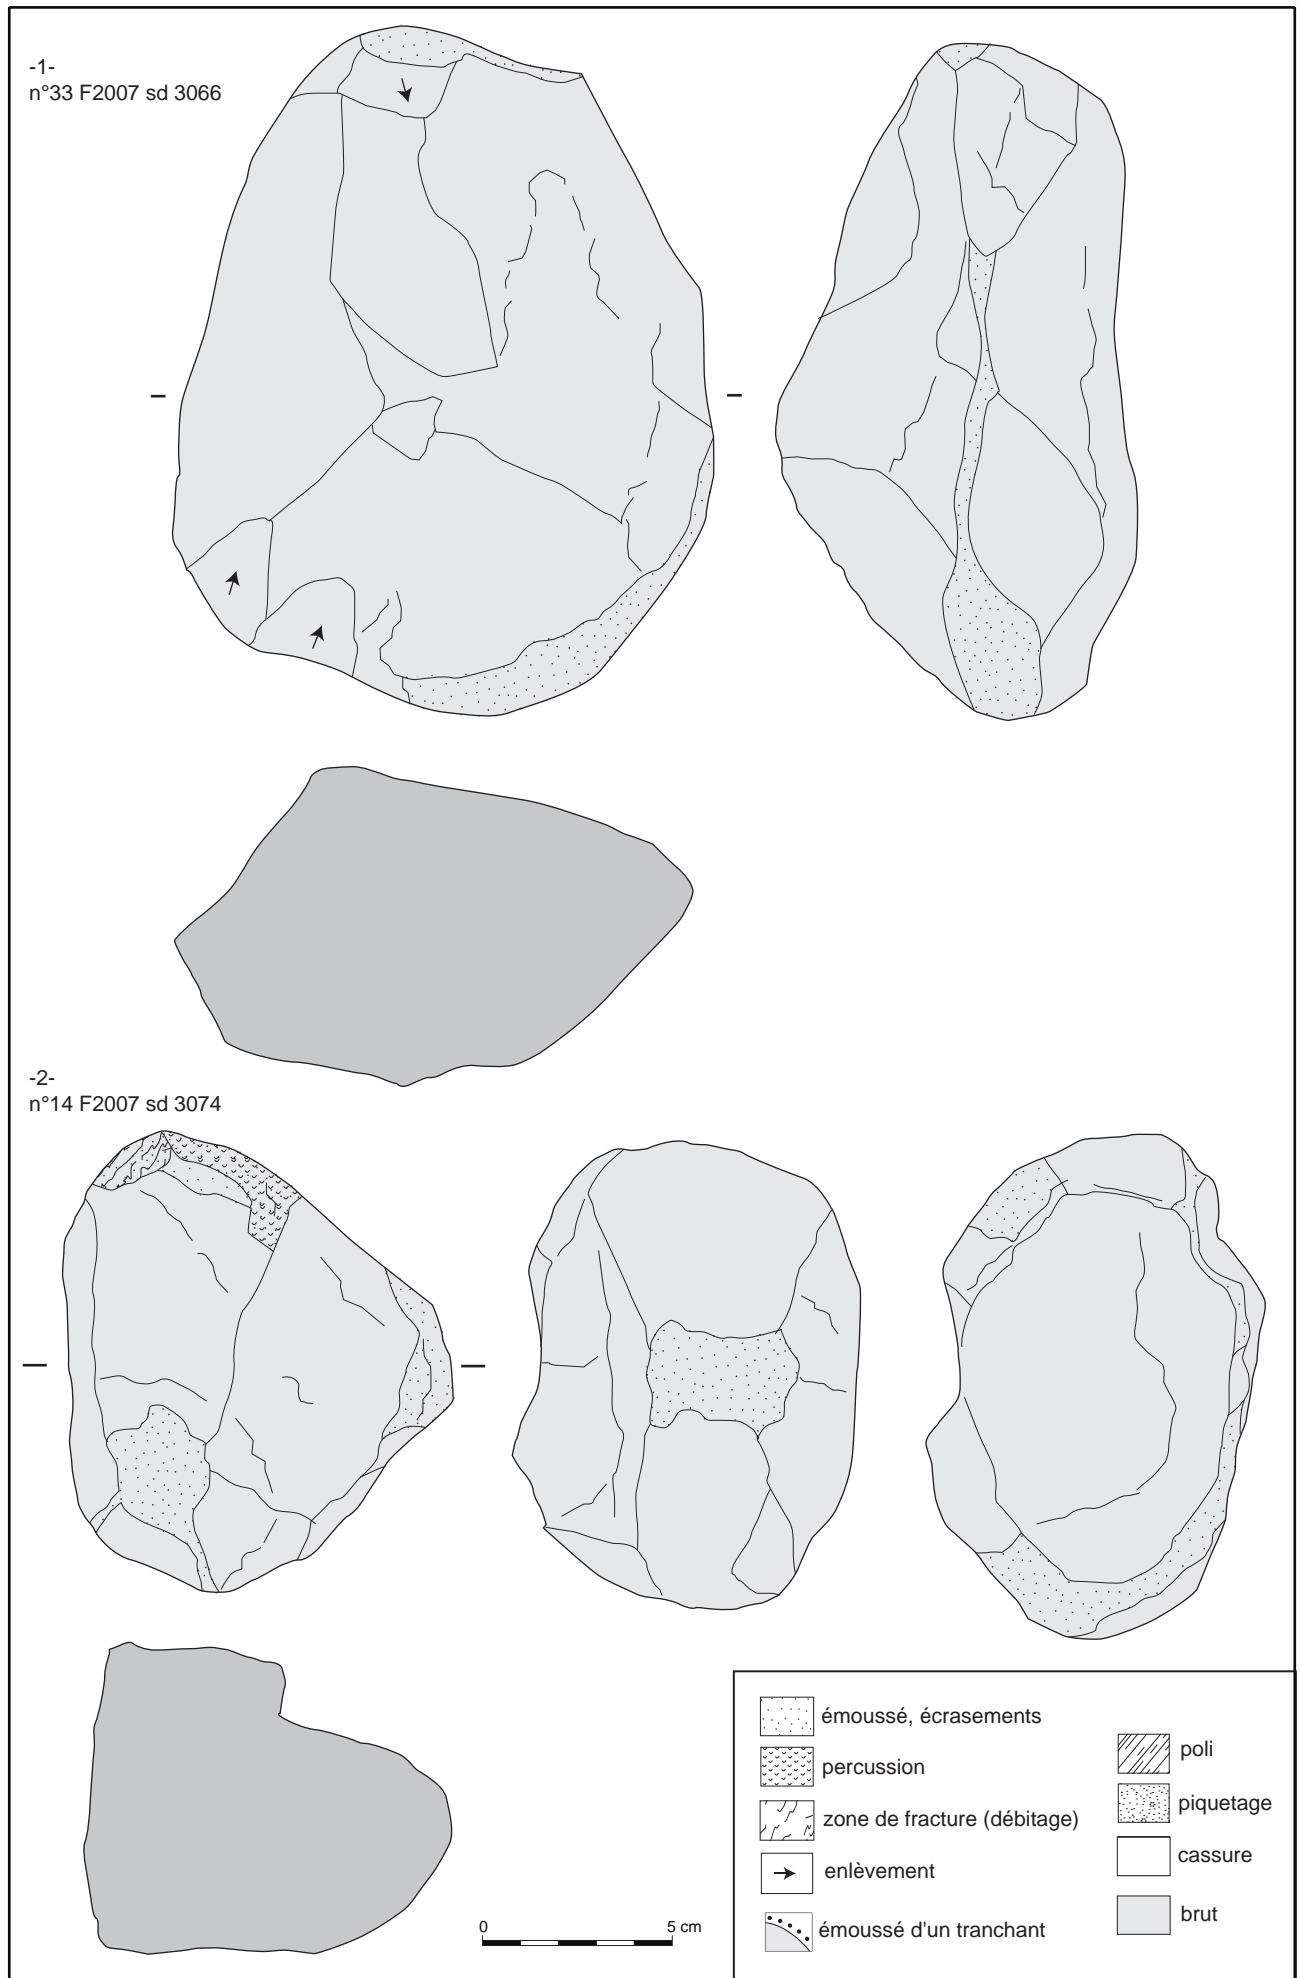 -1-
n°33 F2007 sd 3066
-2-
n°14 F2007 sd 3074
0 5 cm
émoussé, écrasements
percussion
zone de fracture (débitage)
enlèvement
émoussé d'un tranchant
poli
piquetage
cassure
brut